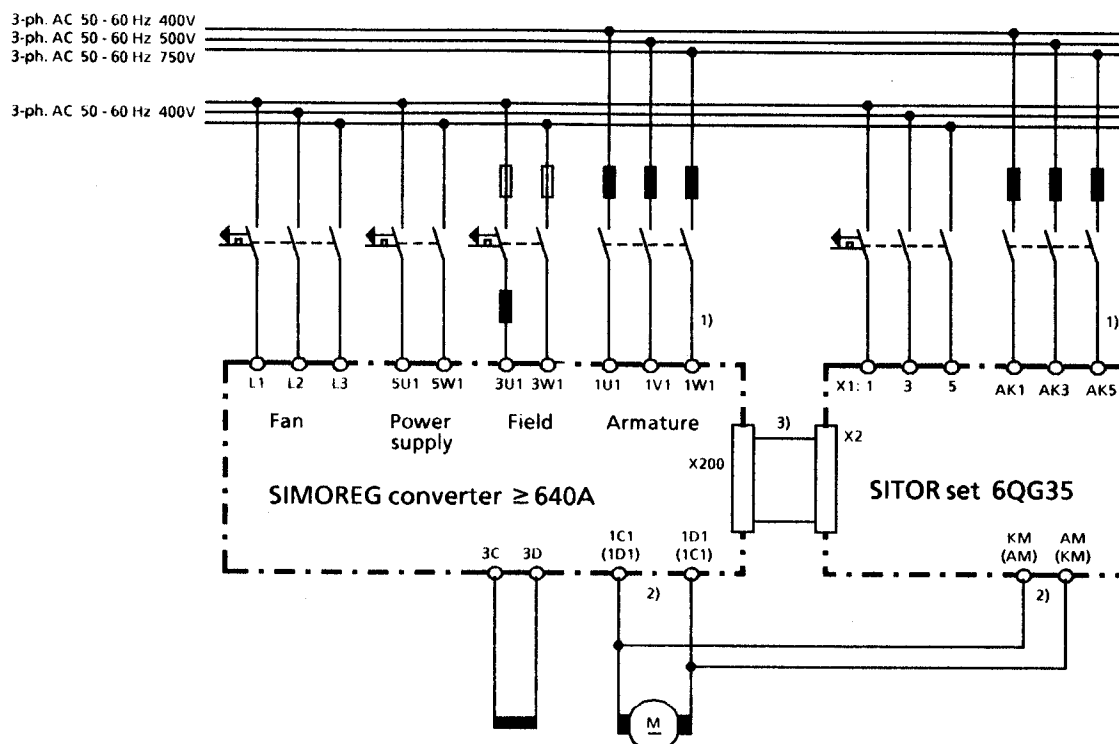 3-ph. AC 50 - 60 Hz 400V
3-ph. AC 50 - 60 Hz 500V
3-ph. AC 50 - 60 Hz 750V
3-ph. AC 50 - 60 Hz 400V
1)
1)
L1 L2 L3 5U1 5W1 3U1 3W1 1U1 1V1 1W1
X1: 1 3 5 AK1 AK3 AK5
Fan Power supply Field Armature
3)
X200
X2
SIMOREG converter ≥ 640A
SITOR set 6QG35
3C 3D
1C1 (1D1)
1D1 (1C1)
KM (AM)
AM (KM)
2)
2)
M